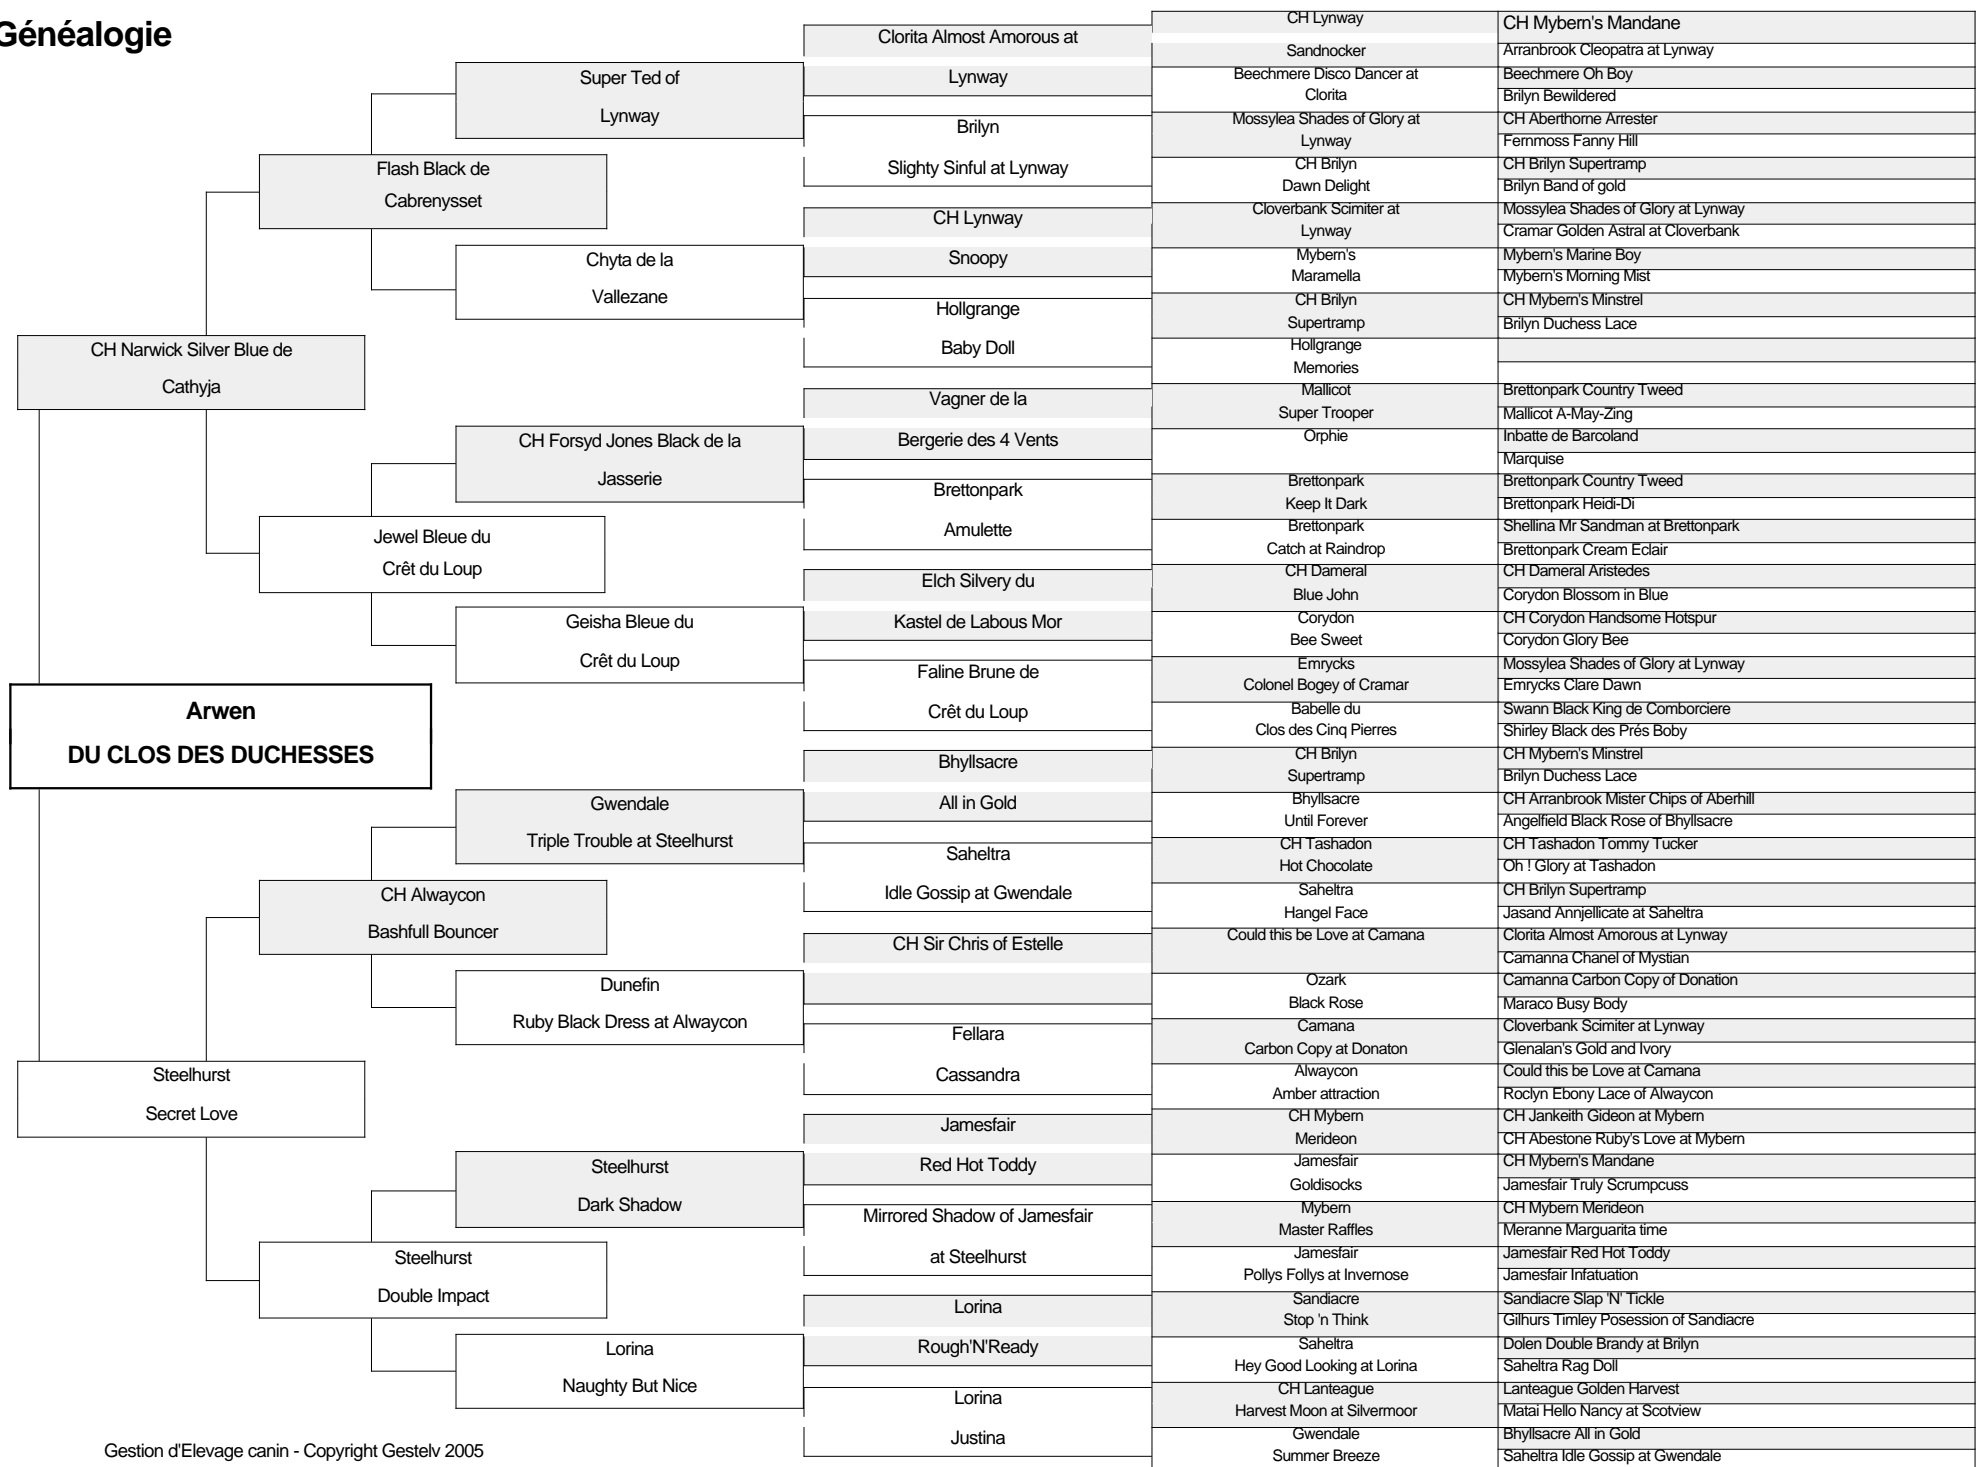 Généalogie
Arwen
DU CLOS DES DUCHESSES
CH Narwick Silver Blue de
Cathyja
Steelhurst
Secret Love
Flash Black de
Cabrenysset
Jewel Bleue du
Crêt du Loup
CH Alwaycon
Bashfull Bouncer
Steelhurst
Double Impact
Super Ted of
Lynway
Chyta de la
Vallezane
CH Forsyd Jones Black de la
Jasserie
Geisha Bleue du
Crêt du Loup
Gwendale
Triple Trouble at Steelhurst
Dunefin
Ruby Black Dress at Alwaycon
Steelhurst
Dark Shadow
Lorina
Naughty But Nice
Clorita Almost Amorous at
Lynway
Brilyn
Slighty Sinful at Lynway
CH Lynway
Snoopy
Hollgrange
Baby Doll
Vagner de la
Bergerie des 4 Vents
Brettonpark
Amulette
Elch Silvery du
Kastel de Labous Mor
Faline Brune de
Crêt du Loup
Bhyllsacre
All in Gold
Saheltra
Idle Gossip at Gwendale
CH Sir Chris of Estelle
Fellara
Cassandra
Jamesfair
Red Hot Toddy
Mirrored Shadow of Jamesfair
at Steelhurst
Lorina
Rough'N'Ready
Lorina
Justina
CH Lynway
Sandnocker
Beechmere Disco Dancer at
Clorita
Mossylea Shades of Glory at
Lynway
CH Brilyn
Dawn Delight
Cloverbank Scimiter at
Lynway
Mybern's
Maramella
CH Brilyn
Supertramp
Hollgrange
Memories
Mallicot
Super Trooper
Orphie
Brettonpark
Keep It Dark
Brettonpark
Catch at Raindrop
CH Dameral
Blue John
Corydon
Bee Sweet
Emrycks
Colonel Bogey of Cramar
Babelle du
Clos des Cinq Pierres
CH Brilyn
Supertramp
Bhyllsacre
Until Forever
CH Tashadon
Hot Chocolate
Saheltra
Hangel Face
Could this be Love at Camana
Ozark
Black Rose
Camana
Carbon Copy at Donaton
Alwaycon
Amber attraction
CH Mybern
Merideon
Jamesfair
Goldisocks
Mybern
Master Raffles
Jamesfair
Pollys Follys at Invernose
Sandiacre
Stop 'n Think
Saheltra
Hey Good Looking at Lorina
CH Lanteague
Harvest Moon at Silvermoor
Gwendale
Summer Breeze
CH Mybern's Mandane
Arranbrook Cleopatra at Lynway
Beechmere Oh Boy
Brilyn Bewildered
CH Aberthorne Arrester
Fernmoss Fanny Hill
CH Brilyn Supertramp
Brilyn Band of gold
Mossylea Shades of Glory at Lynway
Cramar Golden Astral at Cloverbank
Mybern's Marine Boy
Mybern's Morning Mist
CH Mybern's Minstrel
Brilyn Duchess Lace
Brettonpark Country Tweed
Mallicot A-May-Zing
Inbatte de Barcoland
Marquise
Brettonpark Country Tweed
Brettonpark Heidi-Di
Shellina Mr Sandman at Brettonpark
Brettonpark Cream Eclair
CH Dameral Aristedes
Corydon Blossom in Blue
CH Corydon Handsome Hotspur
Corydon Glory Bee
Mossylea Shades of Glory at Lynway
Emrycks Clare Dawn
Swann Black King de Comborciere
Shirley Black des Prés Boby
CH Mybern's Minstrel
Brilyn Duchess Lace
CH Arranbrook Mister Chips of Aberhill
Angelfield Black Rose of Bhyllsacre
CH Tashadon Tommy Tucker
Oh ! Glory at Tashadon
CH Brilyn Supertramp
Jasand Annjellicate at Saheltra
Clorita Almost Amorous at Lynway
Camanna Chanel of Mystian
Camanna Carbon Copy of Donation
Maraco Busy Body
Cloverbank Scimiter at Lynway
Glenalan's Gold and Ivory
Could this be Love at Camana
Roclyn Ebony Lace of Alwaycon
CH Jankeith Gideon at Mybern
CH Abestone Ruby's Love at Mybern
CH Mybern's Mandane
Jamesfair Truly Scrumpcuss
CH Mybern Merideon
Meranne Marguarita time
Jamesfair Red Hot Toddy
Jamesfair Infatuation
Sandiacre Slap 'N' Tickle
Gilhurs Timley Posession of Sandiacre
Dolen Double Brandy at Brilyn
Saheltra Rag Doll
Lanteague Golden Harvest
Matai Hello Nancy at Scotview
Bhyllsacre All in Gold
Saheltra Idle Gossip at Gwendale
Gestion d'Elevage canin - Copyright Gestelv 2005